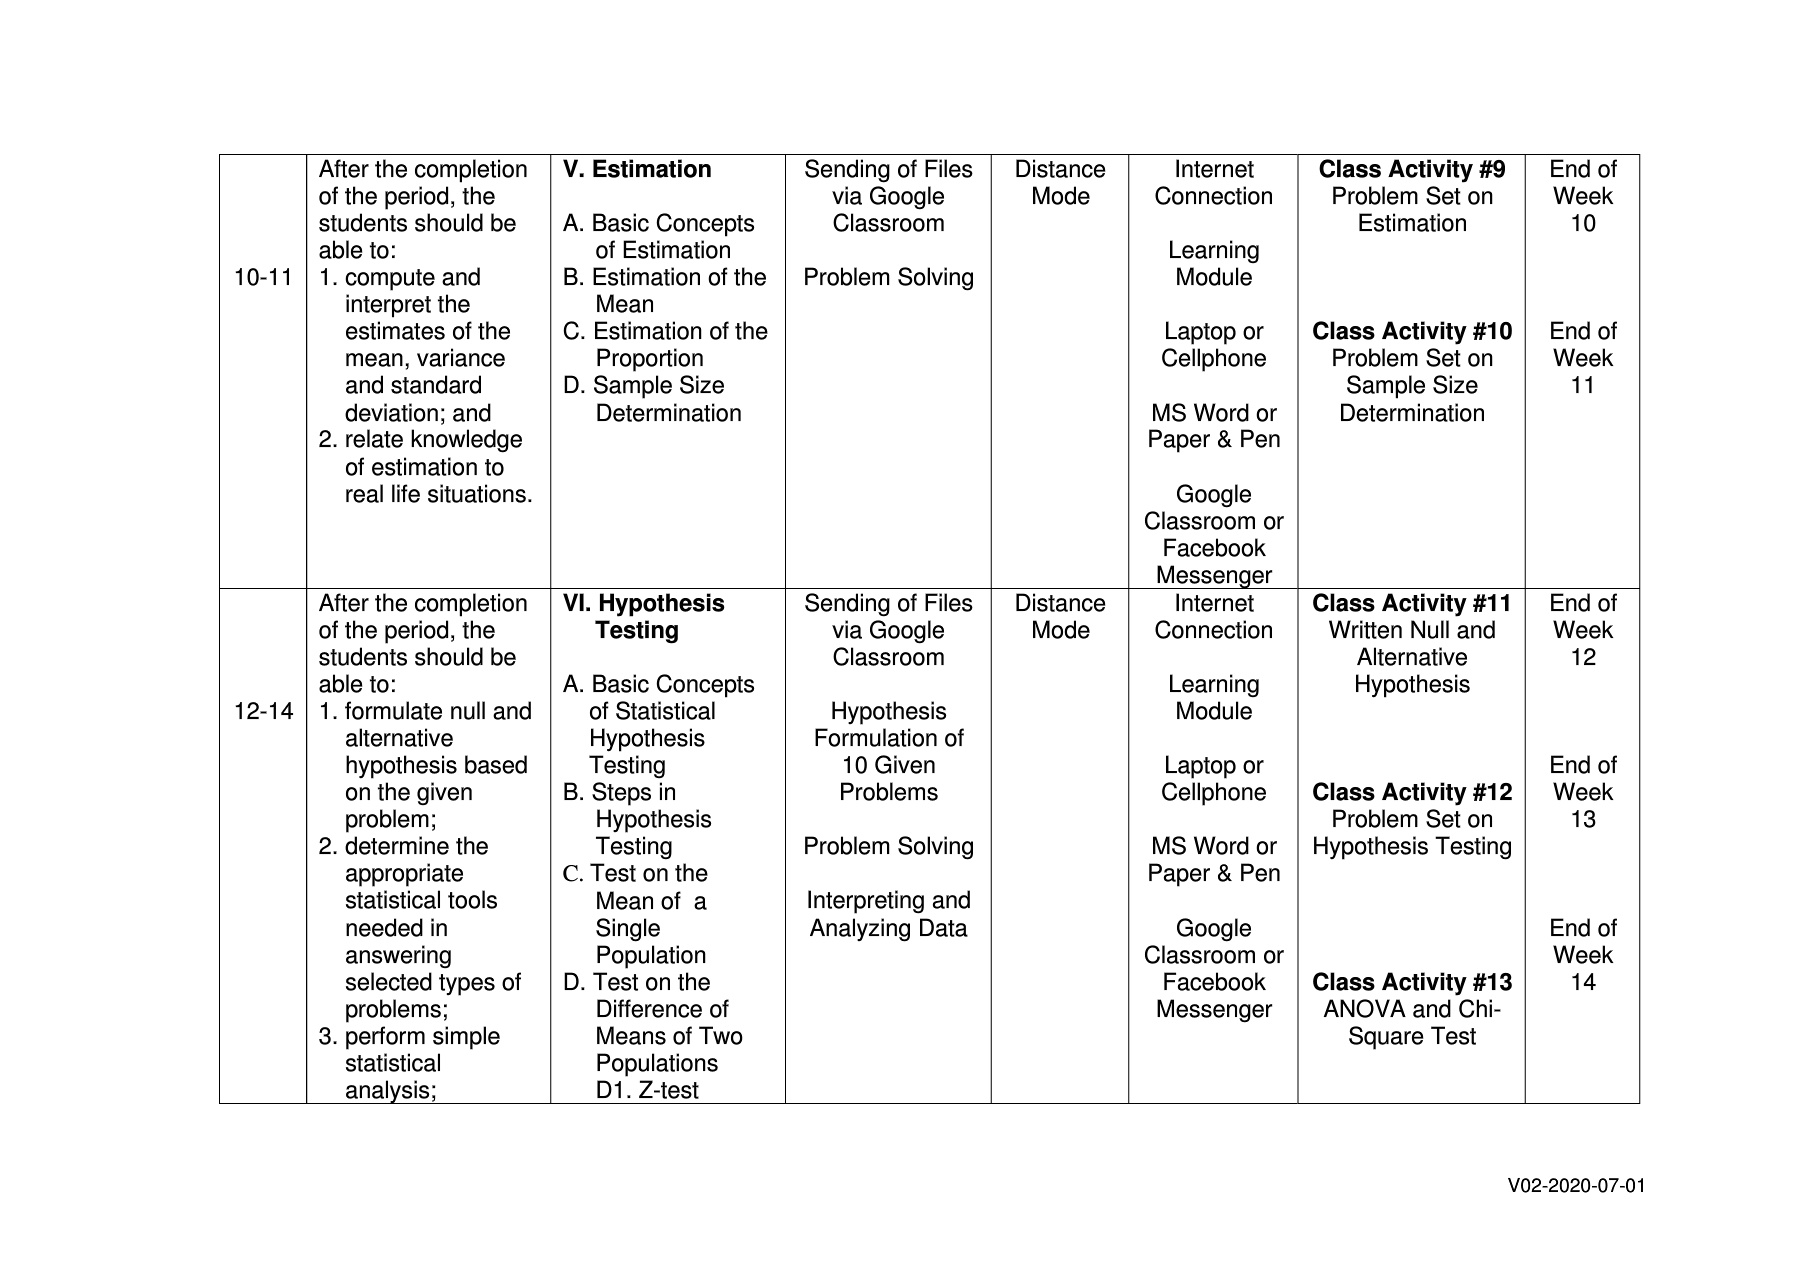 10-11
After the completion
of the period, the
students should be
able to:
1. compute and
interpret the
estimates of the
mean, variance
and standard
deviation; and
2. relate knowledge
of estimation to
real life situations.
V. Estimation
A. Basic Concepts
of Estimation
B. Estimation of the
Mean
C. Estimation of the
Proportion
D. Sample Size
Determination
Sending of Files
via Google
Classroom
Problem Solving
Distance
Mode
Internet
Connection
Learning
Module
Laptop or
Cellphone
MS Word or
Paper & Pen
Google
Classroom or
Facebook
Messenger
Class Activity #9
Problem Set on
Estimation
Class Activity #10
Problem Set on
Sample Size
Determination
End of
Week
10
End of
Week
11
12-14
After the completion
of the period, the
students should be
able to:
1. formulate null and
alternative
hypothesis based
on the given
problem;
2. determine the
appropriate
statistical tools
needed in
answering
selected types of
problems;
3. perform simple
statistical
analysis;
VI. Hypothesis
Testing
A. Basic Concepts
of Statistical
Hypothesis
Testing
B. Steps in
Hypothesis
Testing
C. Test on the
Mean of  a
Single
Population
D. Test on the
Difference of
Means of Two
Populations
D1. Z-test
Sending of Files
via Google
Classroom
Hypothesis
Formulation of
10 Given
Problems
Problem Solving
Interpreting and
Analyzing Data
Distance
Mode
Internet
Connection
Learning
Module
Laptop or
Cellphone
MS Word or
Paper & Pen
Google
Classroom or
Facebook
Messenger
Class Activity #11
Written Null and
Alternative
Hypothesis
Class Activity #12
Problem Set on
Hypothesis Testing
Class Activity #13
ANOVA and Chi-
Square Test
End of
Week
12
End of
Week
13
End of
Week
14
V02-2020-07-01